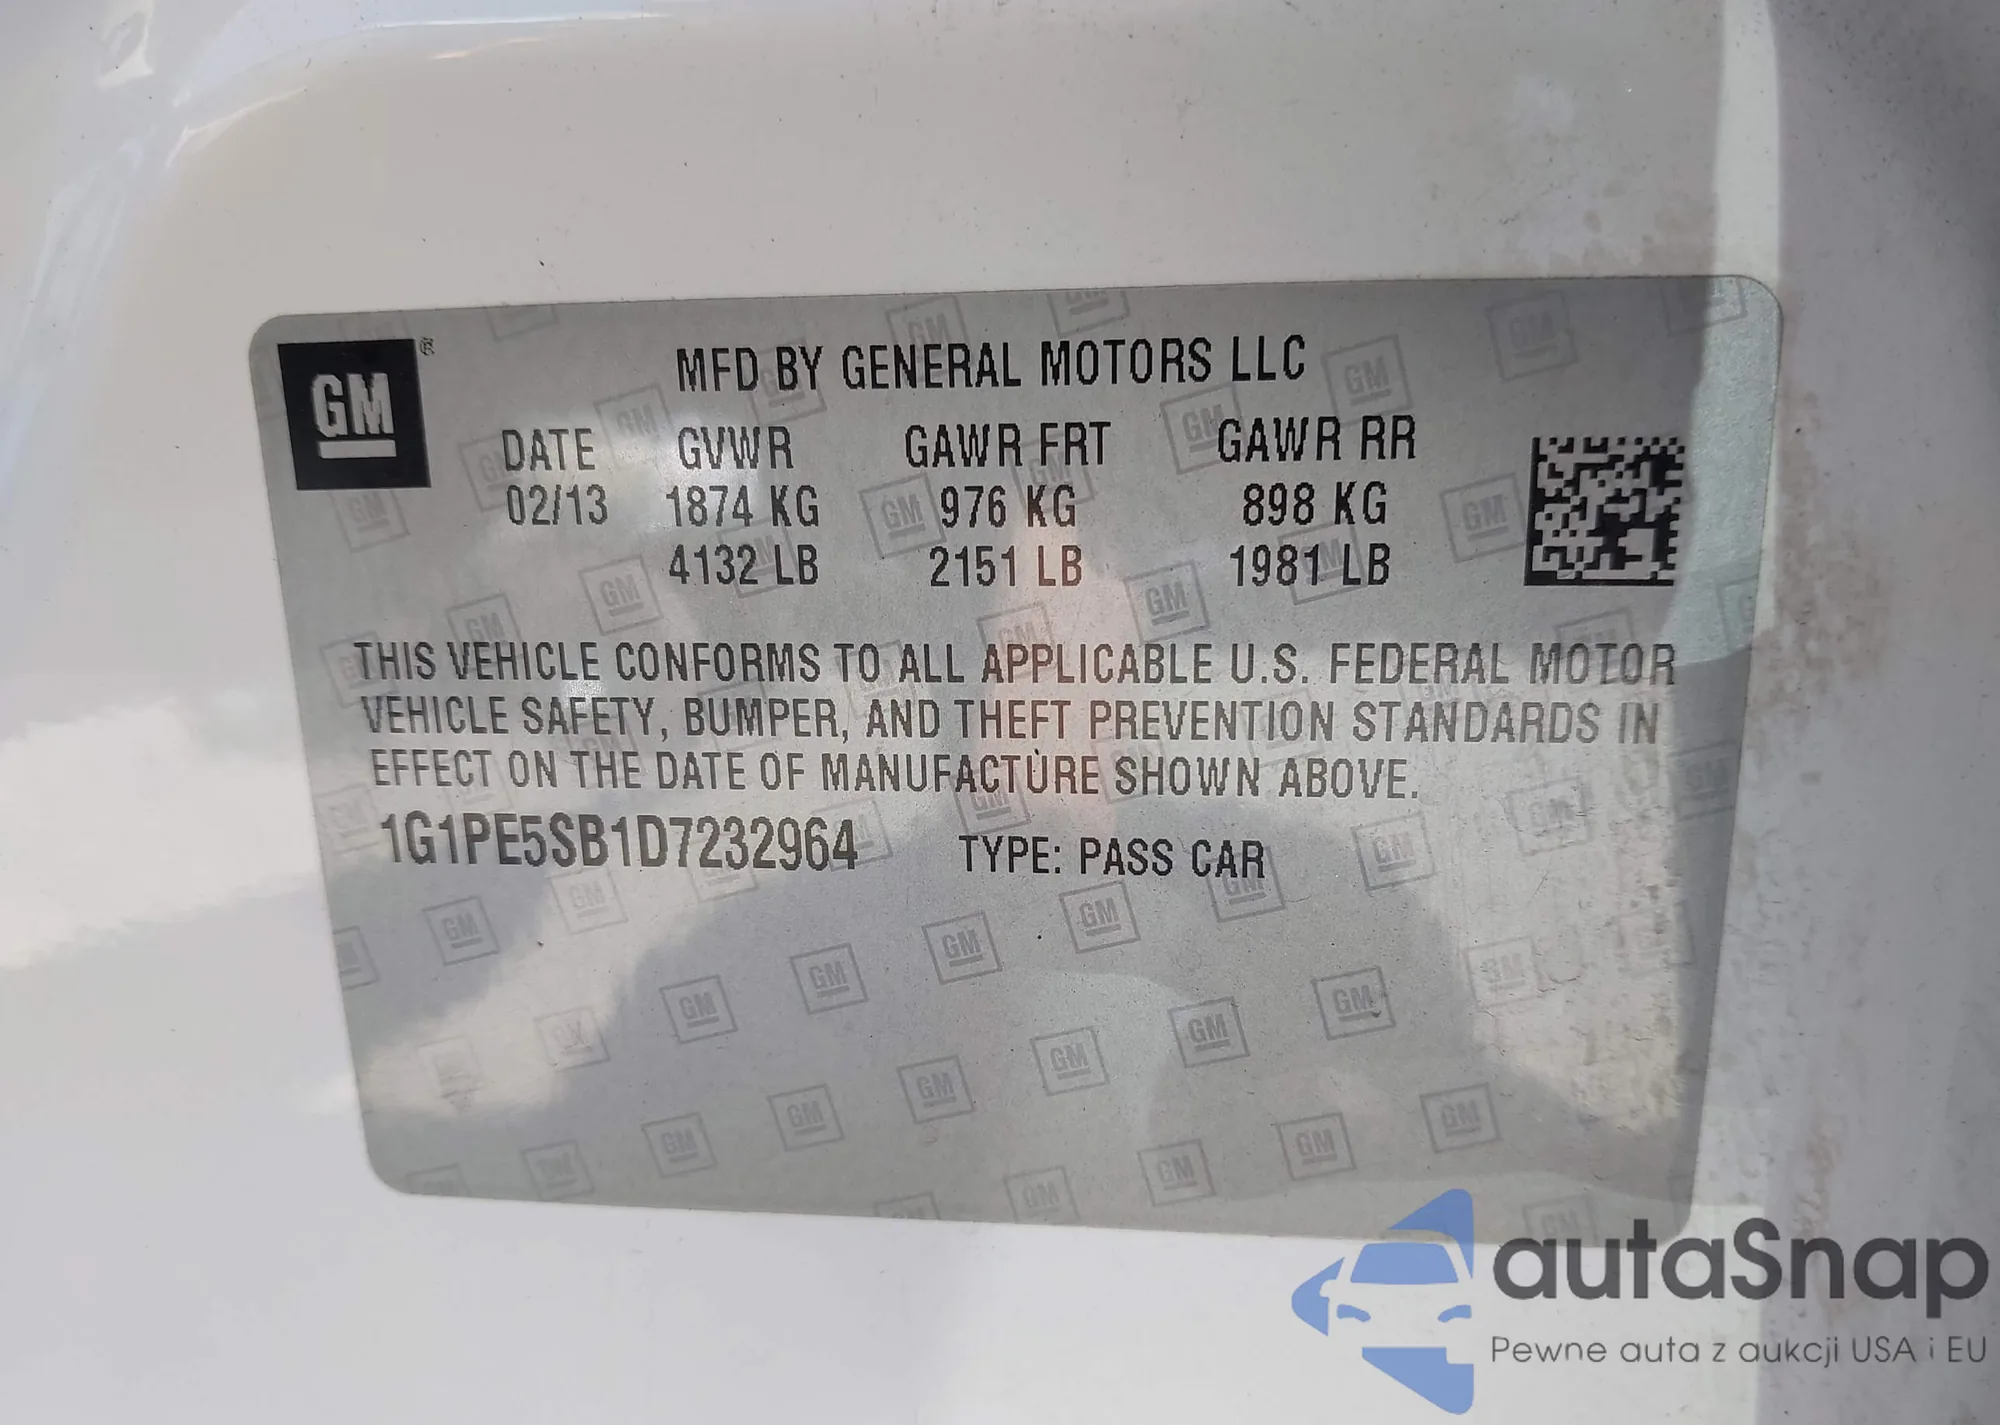 GM ®
MFD BY GENERAL MOTORS LLC
DATE GVWR GAWR FRT GAWR RR
02/13 1874 KG 976 KG 898 KG
4132 LB 2151 LB 1981 LB
THIS VEHICLE CONFORMS TO ALL APPLICABLE U.S. FEDERAL MOTOR
VEHICLE SAFETY, BUMPER, AND THEFT PREVENTION STANDARDS IN
EFFECT ON THE DATE OF MANUFACTURE SHOWN ABOVE.
1G1PE5SB1D7232964 TYPE: PASS CAR
autaSnap
Pewne auta z aukcji USA i EU